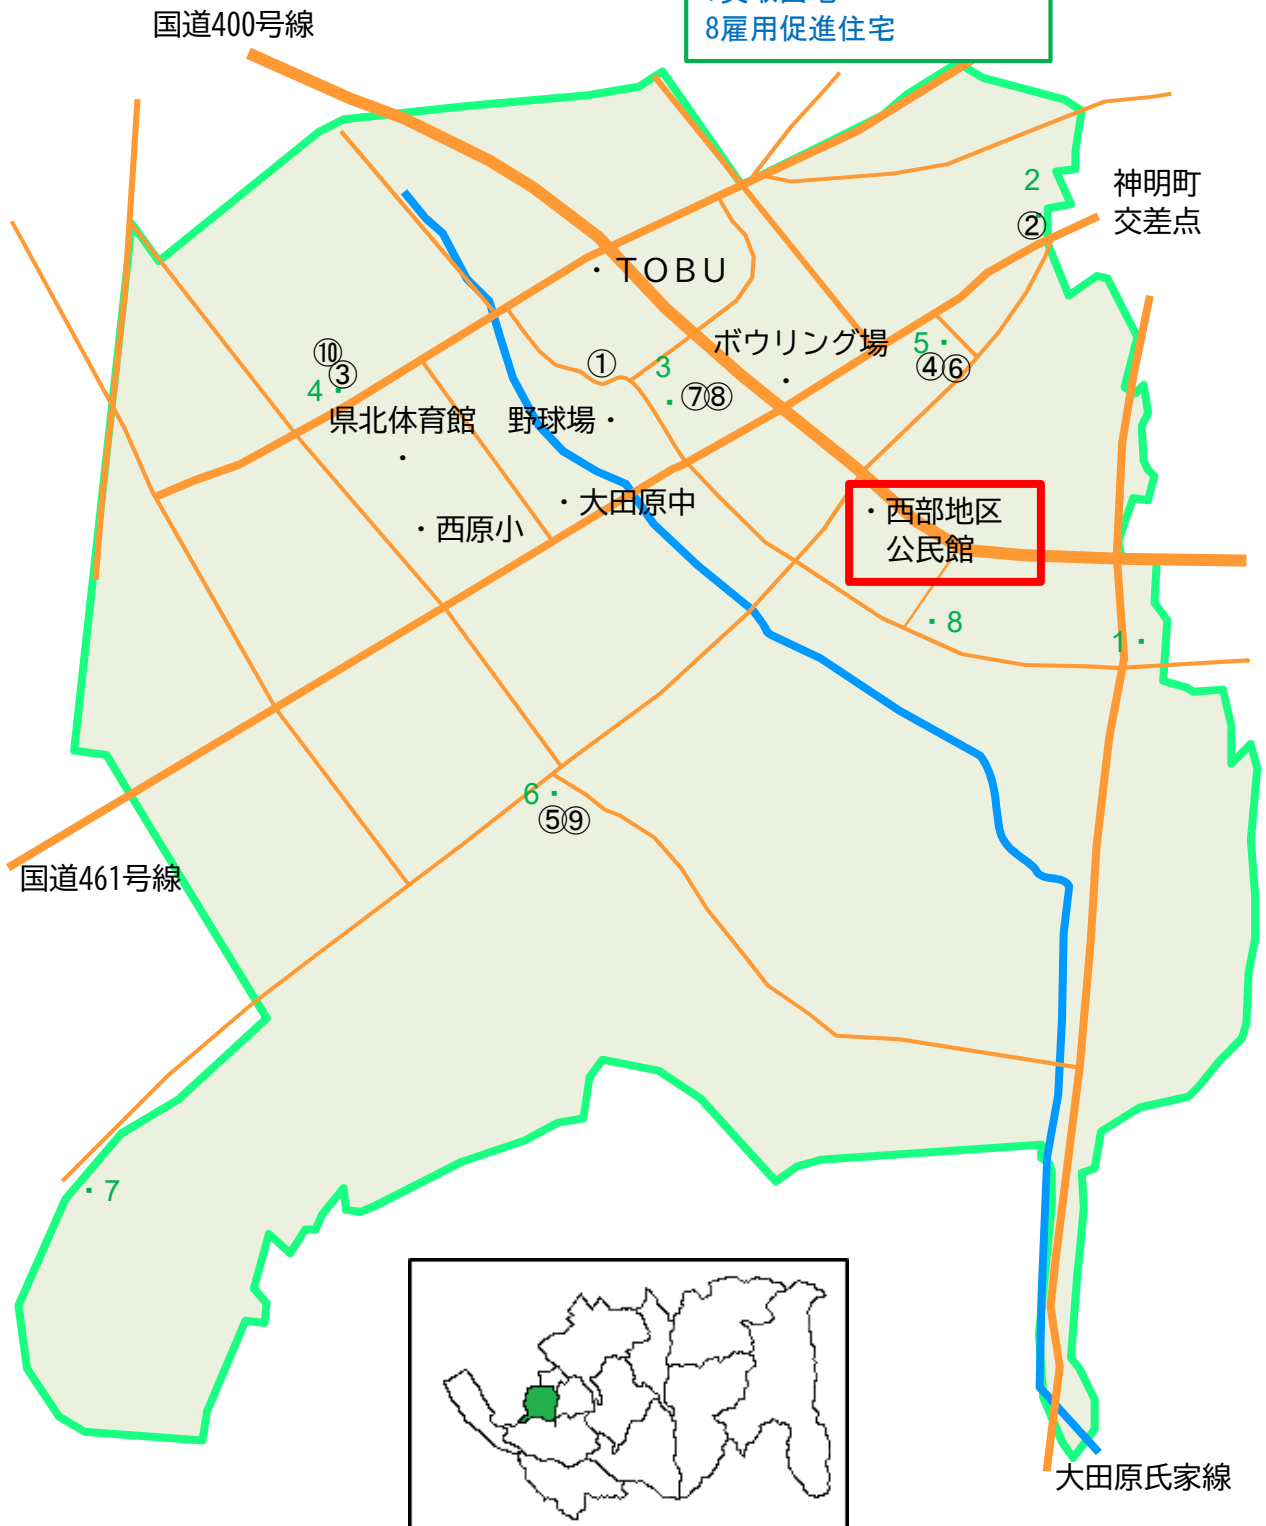 国道400号線
8雇用促進住宅
2
神明町
交差点
②
・TOBU
ボウリング場
・
5・
④⑥
①
3
・⑦⑧
⑩
③
4・
県北体育館
・
野球場・
・大田原中
・西原小
・西部地区
公民館
・8
1・
6・
⑤⑨
国道461号線
・7
大田原氏家線